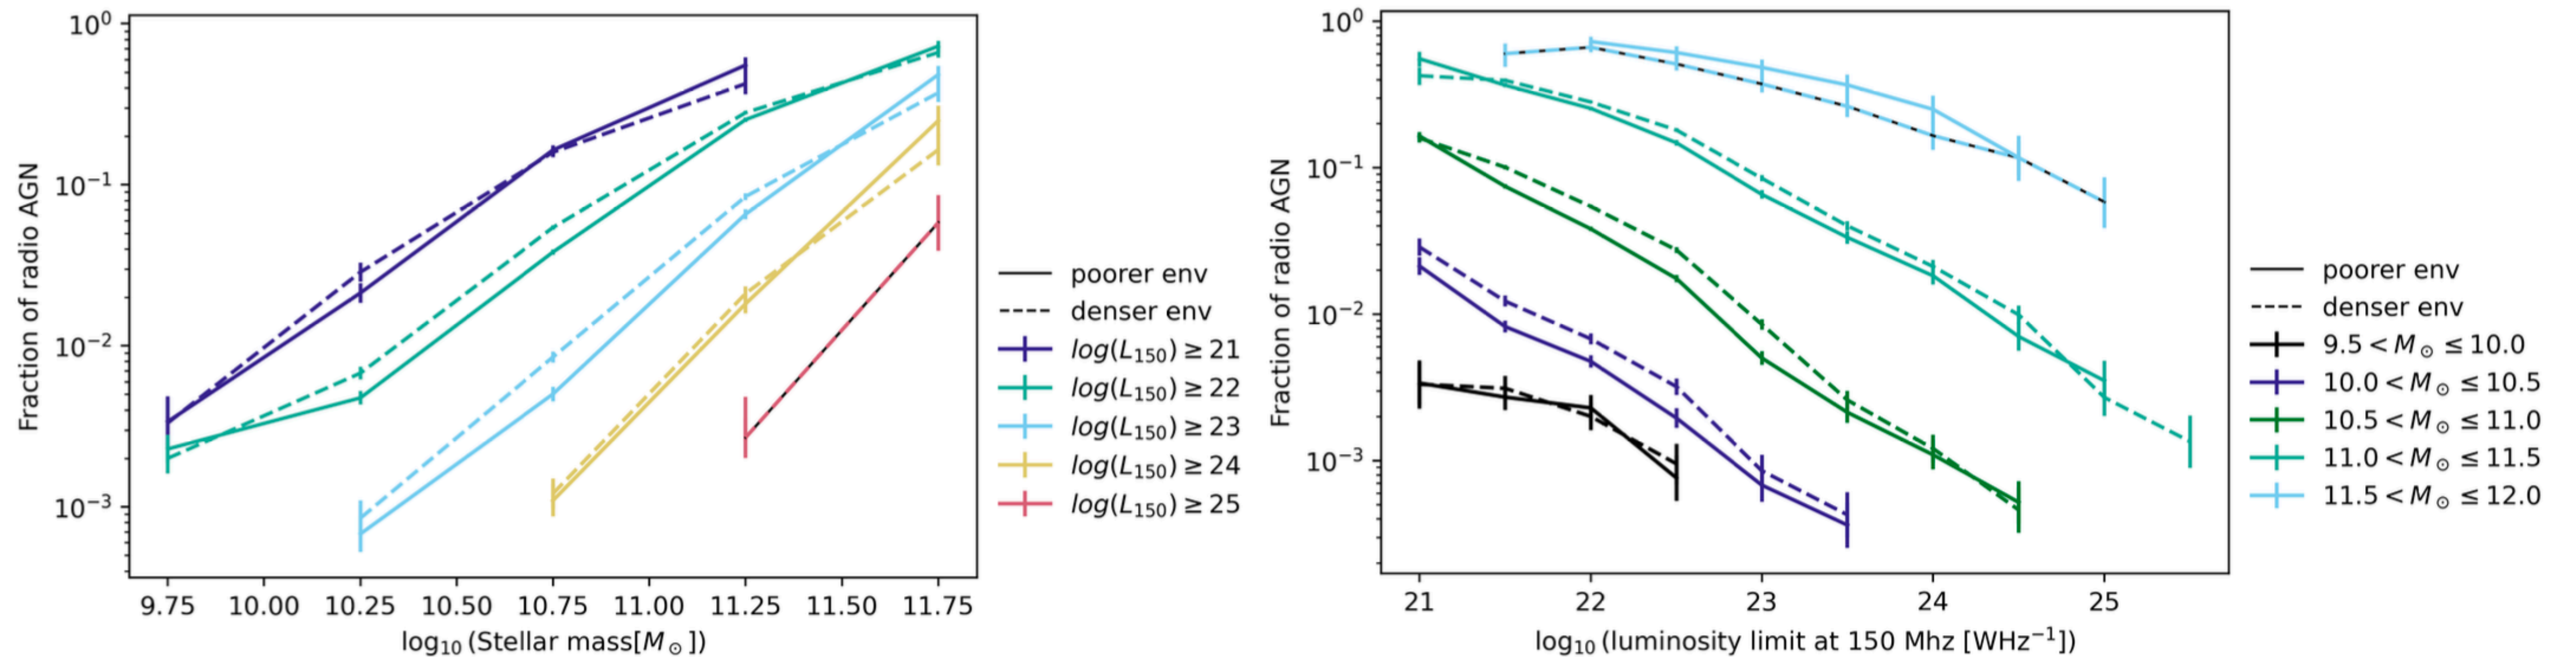 10⁰
10⁻¹
10⁻²
10⁻³
Fraction of radio AGN
9.75 10.00 10.25 10.50 10.75 11.00 11.25 11.50 11.75
log₁₀(Stellar mass[M⊙])
poorer env
denser env
log(L₁₅₀) ≥ 21
log(L₁₅₀) ≥ 22
log(L₁₅₀) ≥ 23
log(L₁₅₀) ≥ 24
log(L₁₅₀) ≥ 25
10⁰
10⁻¹
10⁻²
10⁻³
Fraction of radio AGN
21 22 23 24 25
log₁₀(luminosity limit at 150 Mhz [WHz⁻¹])
poorer env
denser env
9.5 < M⊙ ≤ 10.0
10.0 < M⊙ ≤ 10.5
10.5 < M⊙ ≤ 11.0
11.0 < M⊙ ≤ 11.5
11.5 < M⊙ ≤ 12.0